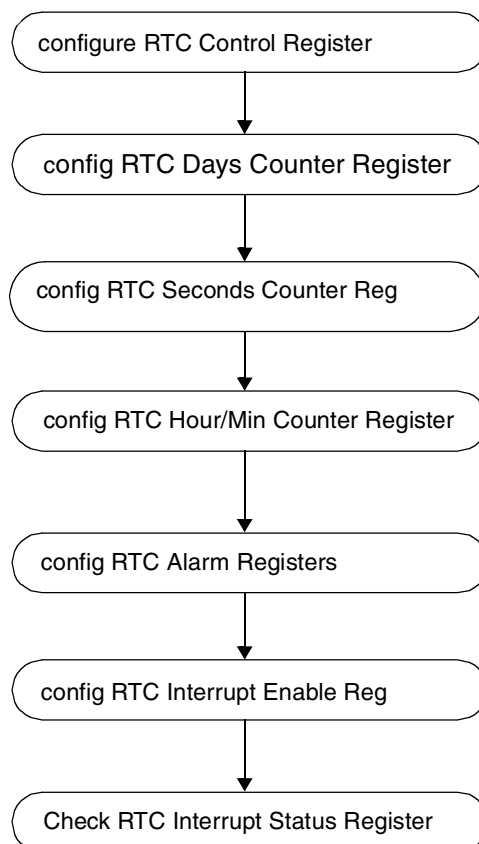 configure RTC Control Register
config RTC Days Counter Register
config RTC Seconds Counter Reg
config RTC Hour/Min Counter Register
config RTC Alarm Registers
config RTC Interrupt Enable Reg
Check RTC Interrupt Status Register